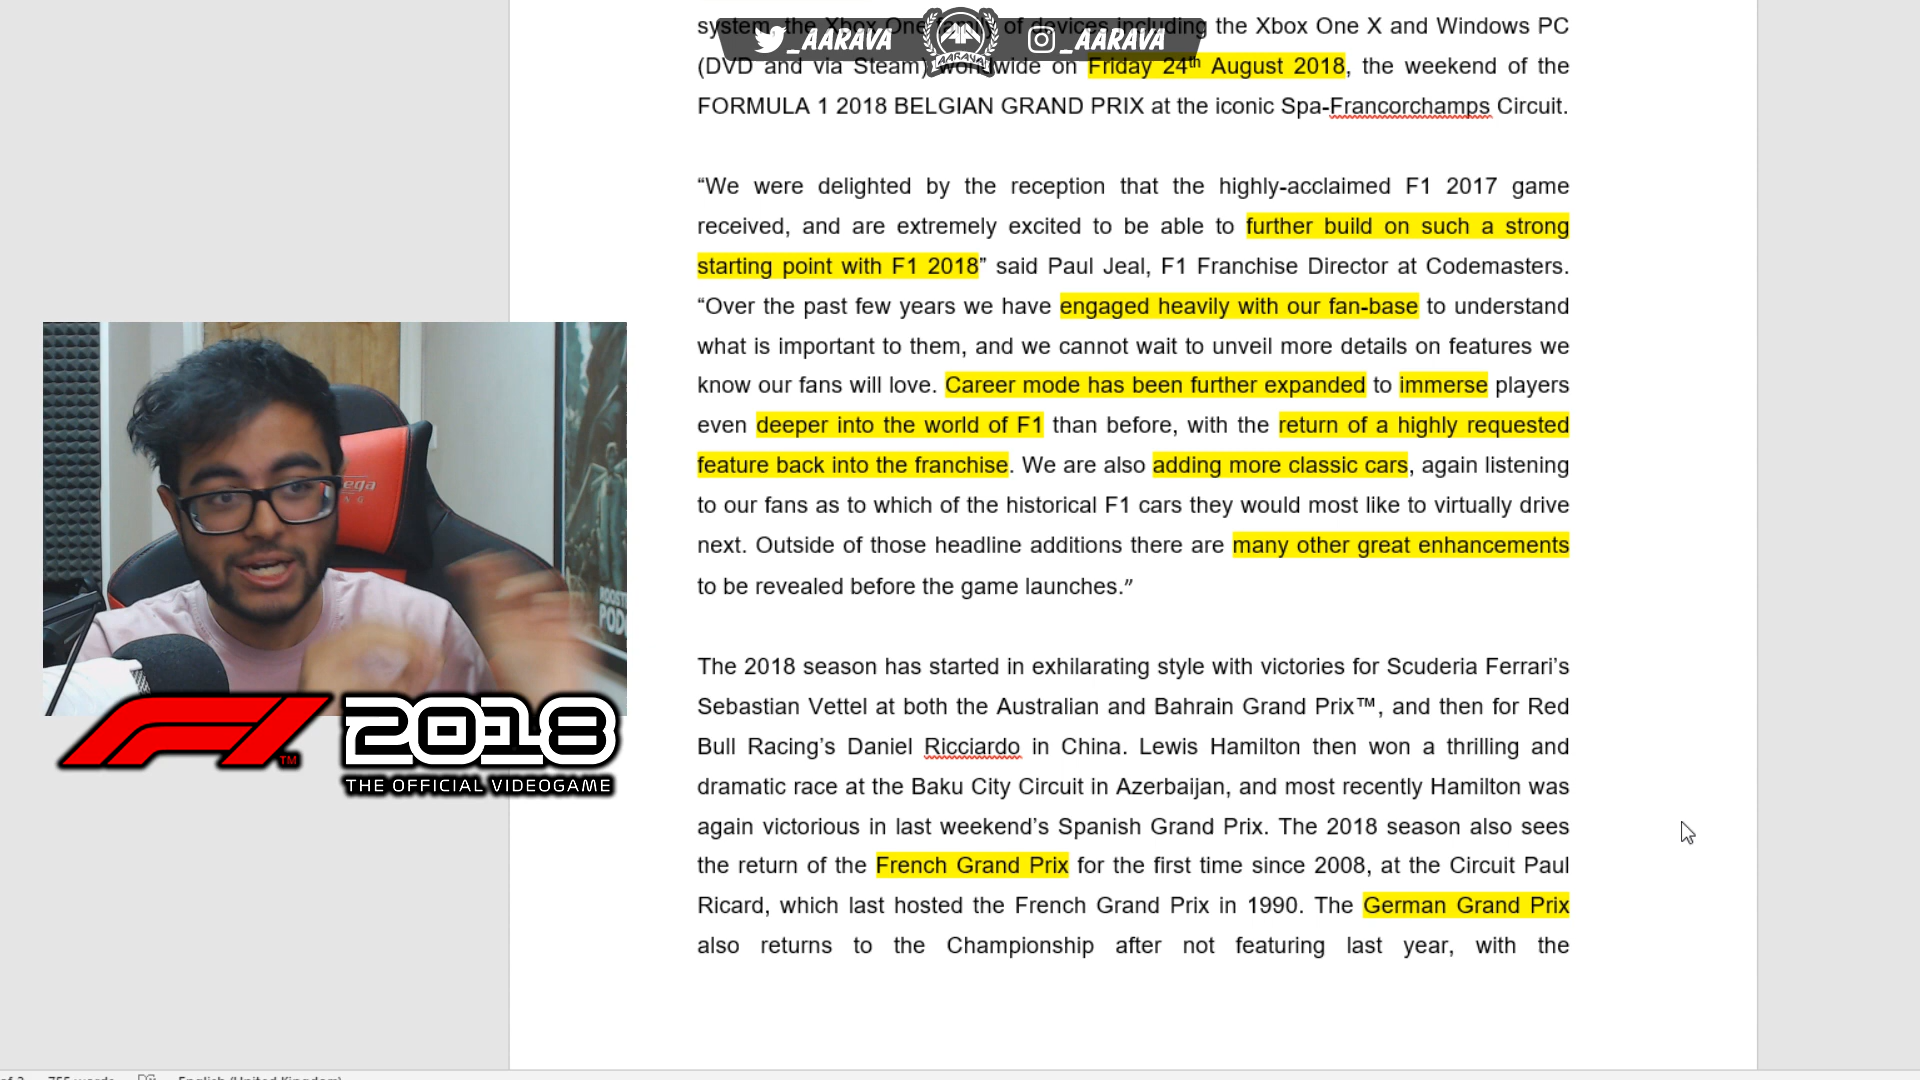 system, the Xbox One family of devices including the Xbox One X and Windows PC
_AARAVA
AARAVA
_AARAVA
(DVD and via Steam) worldwide on Friday 24th August 2018, the weekend of the
FORMULA 1 2018 BELGIAN GRAND PRIX at the iconic Spa-Francorchamps Circuit.
“We were delighted by the reception that the highly-acclaimed F1 2017 game
received, and are extremely excited to be able to further build on such a strong
starting point with F1 2018” said Paul Jeal, F1 Franchise Director at Codemasters.
“Over the past few years we have engaged heavily with our fan-base to understand
what is important to them, and we cannot wait to unveil more details on features we
know our fans will love. Career mode has been further expanded to immerse players
even deeper into the world of F1 than before, with the return of a highly requested
feature back into the franchise. We are also adding more classic cars, again listening
to our fans as to which of the historical F1 cars they would most like to virtually drive
next. Outside of those headline additions there are many other great enhancements
to be revealed before the game launches.”
The 2018 season has started in exhilarating style with victories for Scuderia Ferrari’s
Sebastian Vettel at both the Australian and Bahrain Grand Prix™, and then for Red
Bull Racing’s Daniel Ricciardo in China. Lewis Hamilton then won a thrilling and
dramatic race at the Baku City Circuit in Azerbaijan, and most recently Hamilton was
again victorious in last weekend’s Spanish Grand Prix. The 2018 season also sees
the return of the French Grand Prix for the first time since 2008, at the Circuit Paul
Ricard, which last hosted the French Grand Prix in 1990. The German Grand Prix
also returns to the Championship after not featuring last year, with the
F1 2018
TM
THE OFFICIAL VIDEOGAME
755 words
English (United Kingdom)